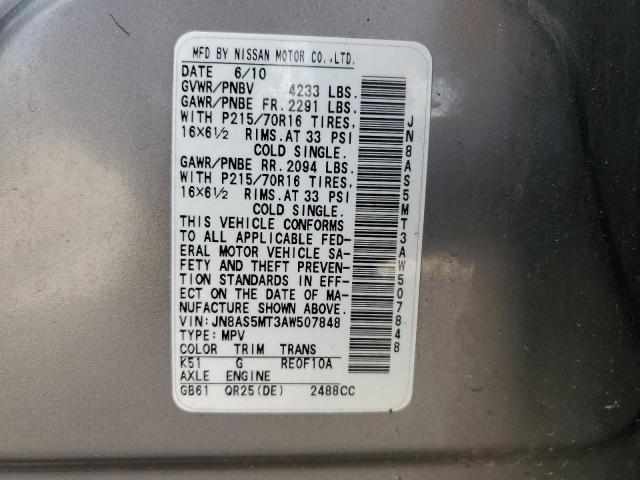 MFD BY NISSAN MOTOR CO.,LTD.
DATE 6/10
GVWR/PNBV 4233 LBS.
GAWR/PNBE FR. 2291 LBS.
WITH P215/70R16 TIRES,
16×6½ RIMS.AT 33 PSI
COLD SINGLE.
GAWR/PNBE RR. 2094 LBS.
WITH P215/70R16 TIRES,
16×6½ RIMS.AT 33 PSI
COLD SINGLE.
THIS VEHICLE CONFORMS
TO ALL APPLICABLE FED-
ERAL MOTOR VEHICLE SA-
FETY AND THEFT PREVEN-
TION STANDARDS IN EFF-
ECT ON THE DATE OF MA-
NUFACTURE SHOWN ABOVE.
VIN:JN8AS5MT3AW507848
TYPE:MPV
COLOR TRIM TRANS
K51 G RE0F10A
AXLE ENGINE
GB61 QR25(DE) 2488CC
JN8AS5MT3AW507848